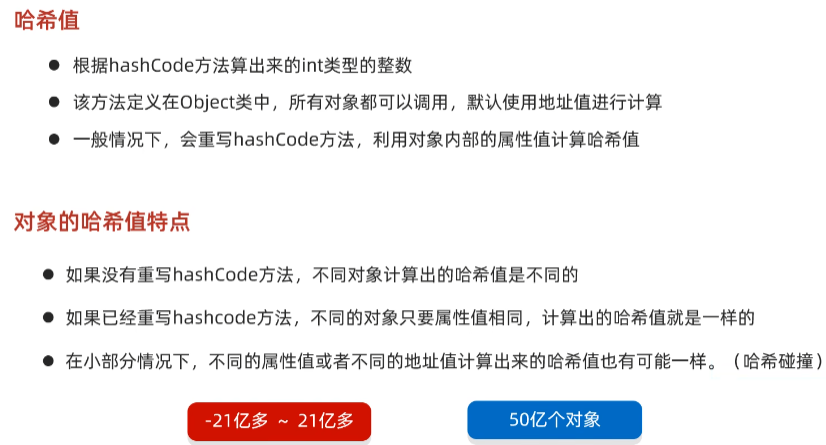 哈希值
● 根据hashCode方法算出来的int类型的整数
● 该方法定义在Object类中，所有对象都可以调用，默认使用地址值进行计算
● 一般情况下，会重写hashCode方法，利用对象内部的属性值计算哈希值
对象的哈希值特点
● 如果没有重写hashCode方法，不同对象计算出的哈希值是不同的
● 如果已经重写hashcode方法，不同的对象只要属性值相同，计算出的哈希值就是一样的
● 在小部分情况下，不同的属性值或者不同的地址值计算出来的哈希值也有可能一样。（哈希碰撞）
-21亿多 ~ 21亿多
50亿个对象